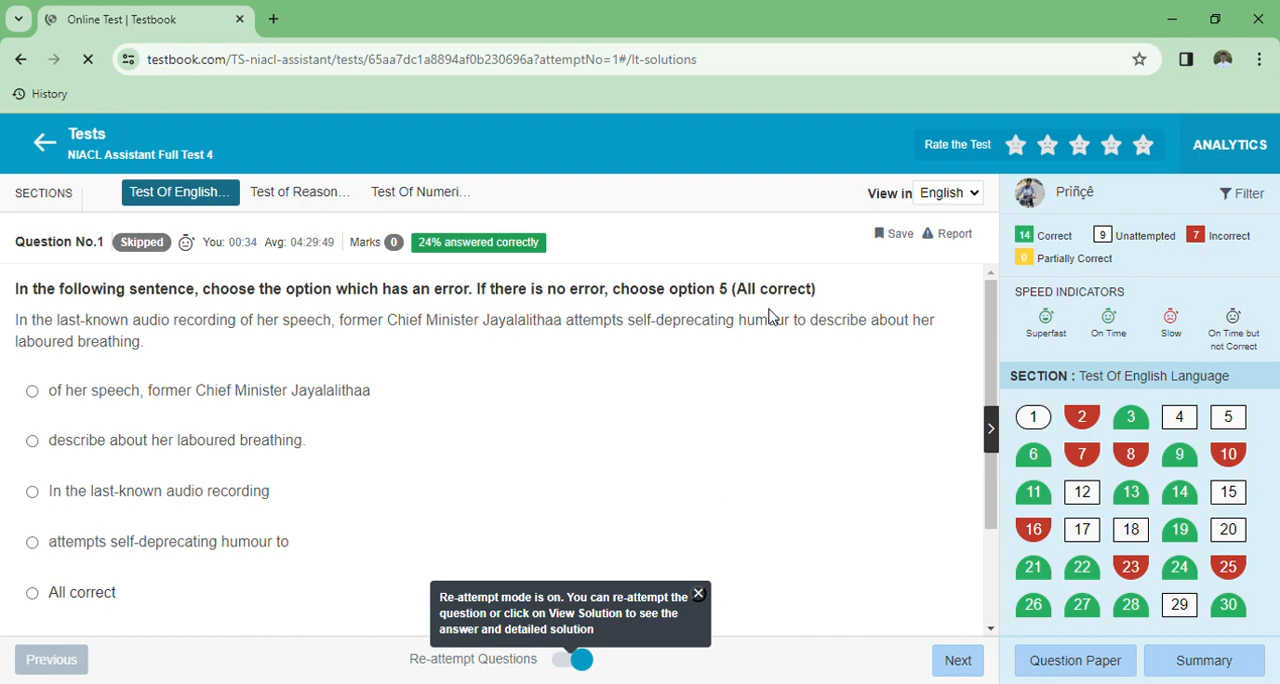 Online Test | Testbook
testbook.com/TS-niacl-assistant/tests/65aa7dc1a8894af0b230696a?attemptNo=1#/lt-solutions
History
Tests
NIACL Assistant Full Test 4
Rate the Test
ANALYTICS
SECTIONS Test Of English... Test of Reason... Test Of Numeri... View in English
Prìñçê Filter
Question No.1 Skipped You: 00:34 Avg: 04:29:49 Marks 0 24% answered correctly Save Report
14 Correct 9 Unattempted 7 Incorrect
0 Partially Correct
In the following sentence, choose the option which has an error. If there is no error, choose option 5 (All correct)
In the last-known audio recording of her speech, former Chief Minister Jayalalithaa attempts self-deprecating humour to describe about her
laboured breathing.
of her speech, former Chief Minister Jayalalithaa
describe about her laboured breathing.
In the last-known audio recording
attempts self-deprecating humour to
All correct
SPEED INDICATORS
Superfast On Time Slow On Time but
not Correct
SECTION : Test Of English Language
1 2 3 4 5
6 7 8 9 10
11 12 13 14 15
16 17 18 19 20
21 22 23 24 25
26 27 28 29 30
Re-attempt mode is on. You can re-attempt the
question or click on View Solution to see the
answer and detailed solution
Previous Re-attempt Questions Next Question Paper Summary